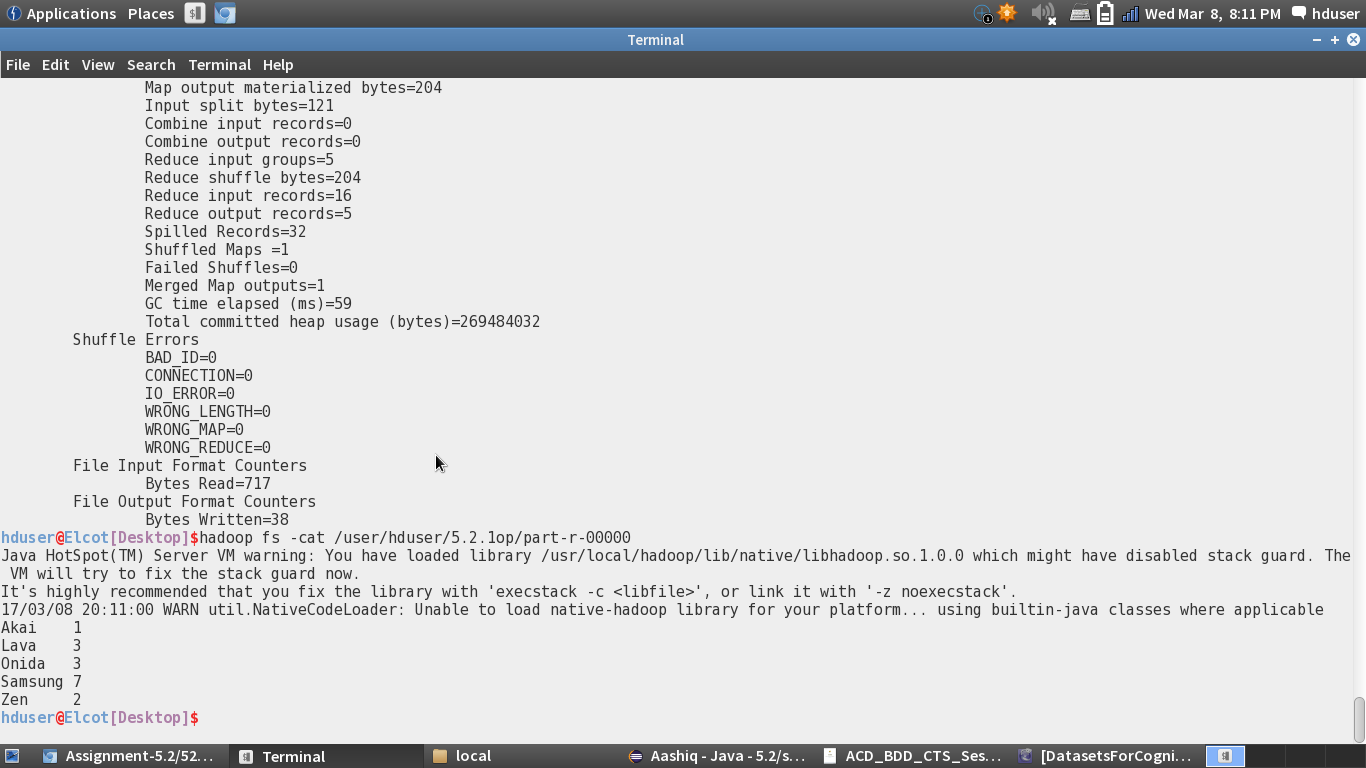 Applications Places Wed Mar 8, 8:11 PM hduser
Terminal
File Edit View Search Terminal Help
Map output materialized bytes=204
Input split bytes=121
Combine input records=0
Combine output records=0
Reduce input groups=5
Reduce shuffle bytes=204
Reduce input records=16
Reduce output records=5
Spilled Records=32
Shuffled Maps =1
Failed Shuffles=0
Merged Map outputs=1
GC time elapsed (ms)=59
Total committed heap usage (bytes)=269484032
Shuffle Errors
BAD_ID=0
CONNECTION=0
IO_ERROR=0
WRONG_LENGTH=0
WRONG_MAP=0
WRONG_REDUCE=0
File Input Format Counters
Bytes Read=717
File Output Format Counters
Bytes Written=38
hduser@Elcot[Desktop]$hadoop fs -cat /user/hduser/5.2.1op/part-r-00000
Java HotSpot(TM) Server VM warning: You have loaded library /usr/local/hadoop/lib/native/libhadoop.so.1.0.0 which might have disabled stack guard. The
VM will try to fix the stack guard now.
It's highly recommended that you fix the library with 'execstack -c <libfile>', or link it with '-z noexecstack'.
17/03/08 20:11:00 WARN util.NativeCodeLoader: Unable to load native-hadoop library for your platform... using builtin-java classes where applicable
Akai 1
Lava 3
Onida 3
Samsung 7
Zen 2
hduser@Elcot[Desktop]$
Assignment-5.2/52... Terminal local Aashiq - Java - 5.2/s... ACD_BDD_CTS_Ses... [DatasetsForCogni...